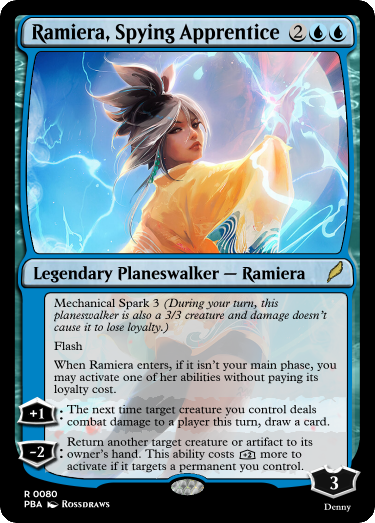 Ramiera, Spying Apprentice 2
Legendary Planeswalker — Ramiera
Mechanical Spark 3 (During your turn, this
planeswalker is also a 3/3 creature and damage doesn't
cause it to lose loyalty.)
Flash
When Ramiera enters, if it isn't your main phase, you
may activate one of her abilities without paying its
loyalty cost.
+1 : The next time target creature you control deals
combat damage to a player this turn, draw a card.
-2 : Return another target creature or artifact to its
owner's hand. This ability costs +2 more to
activate if it targets a permanent you control.
3
R 0080
PBA Rossdraws
Denny